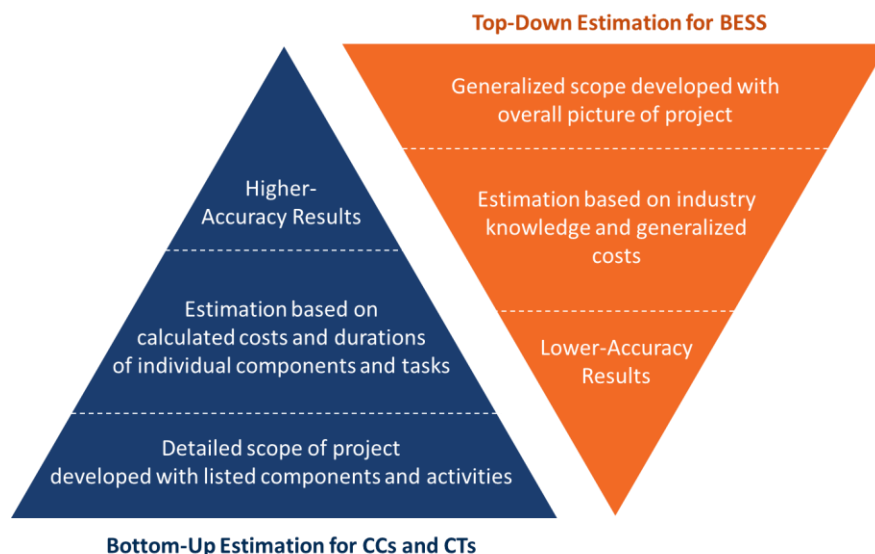 Top-Down Estimation for BESS
Generalized scope developed with
overall picture of project
Estimation based on industry
knowledge and generalized
costs
Lower-Accuracy
Results
Higher-
Accuracy Results
Estimation based on
calculated costs and durations
of individual components and tasks
Detailed scope of project
developed with listed components and activities
Bottom-Up Estimation for CCs and CTs